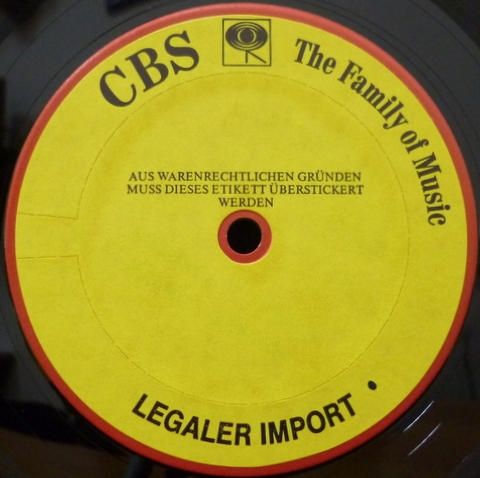 CBS
The Family of Music
AUS WARENRECHTLICHEN GRÜNDEN
MUSS DIESES ETIKETT ÜBERSTICKERT
WERDEN
LEGALER IMPORT